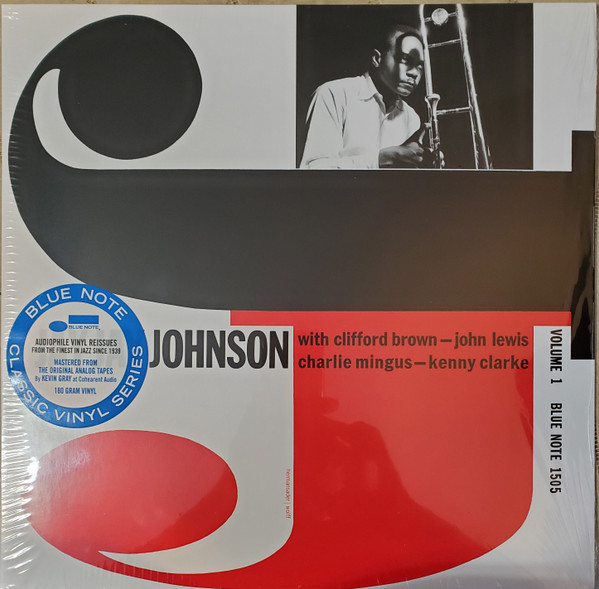 JOHNSON
with clifford brown—john lewis
charlie mingus—kenny clarke
VOLUME 1 BLUE NOTE 1505
BLUE NOTE
BLUE NOTE
AUDIOPHILE VINYL REISSUES
FROM THE FINEST IN JAZZ SINCE 1939
MASTERED FROM
THE ORIGINAL ANALOG TAPES
By KEVIN GRAY at Cohearent Audio
180 GRAM VINYL
CLASSIC VINYL SERIES
hermansader / wolff